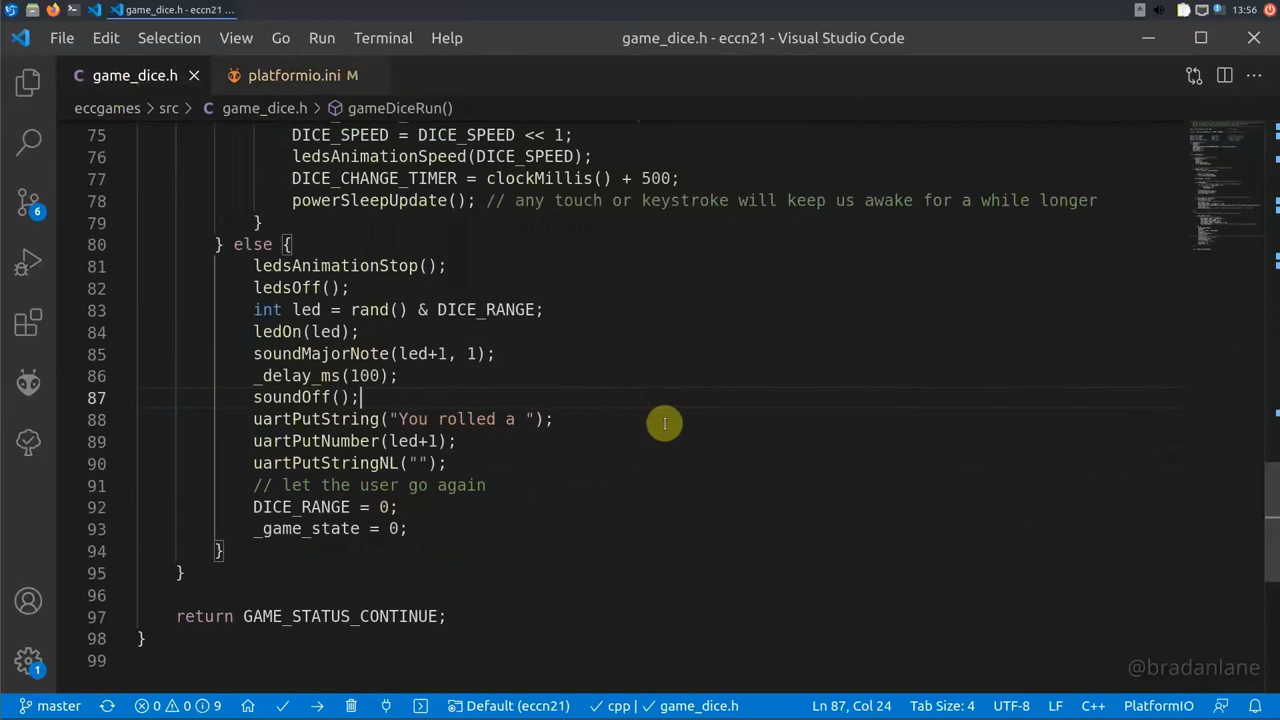 game_dice.h - eccn21 ...
13:56
File Edit Selection View Go Run Terminal Help
game_dice.h - eccn21 - Visual Studio Code
C game_dice.h
platformio.ini M
eccgames > src > C game_dice.h > gameDiceRun()
75 DICE_SPEED = DICE_SPEED << 1;
76 ledsAnimationSpeed(DICE_SPEED);
77 DICE_CHANGE_TIMER = clockMillis() + 500;
78 powerSleepUpdate(); // any touch or keystroke will keep us awake for a while longer
79 }
80 } else {
81 ledsAnimationStop();
82 ledsOff();
83 int led = rand() & DICE_RANGE;
84 ledOn(led);
85 soundMajorNote(led+1, 1);
86 _delay_ms(100);
87 soundOff();
88 uartPutString("You rolled a ");
89 uartPutNumber(led+1);
90 uartPutStringNL("");
91 // let the user go again
92 DICE_RANGE = 0;
93 _game_state = 0;
94 }
95 }
96
97 return GAME_STATUS_CONTINUE;
98 }
99
6
1
@bradanlane
master 0 0 9 Default (eccn21) cpp game_dice.h Ln 87, Col 24 Tab Size: 4 UTF-8 LF C++ PlatformIO